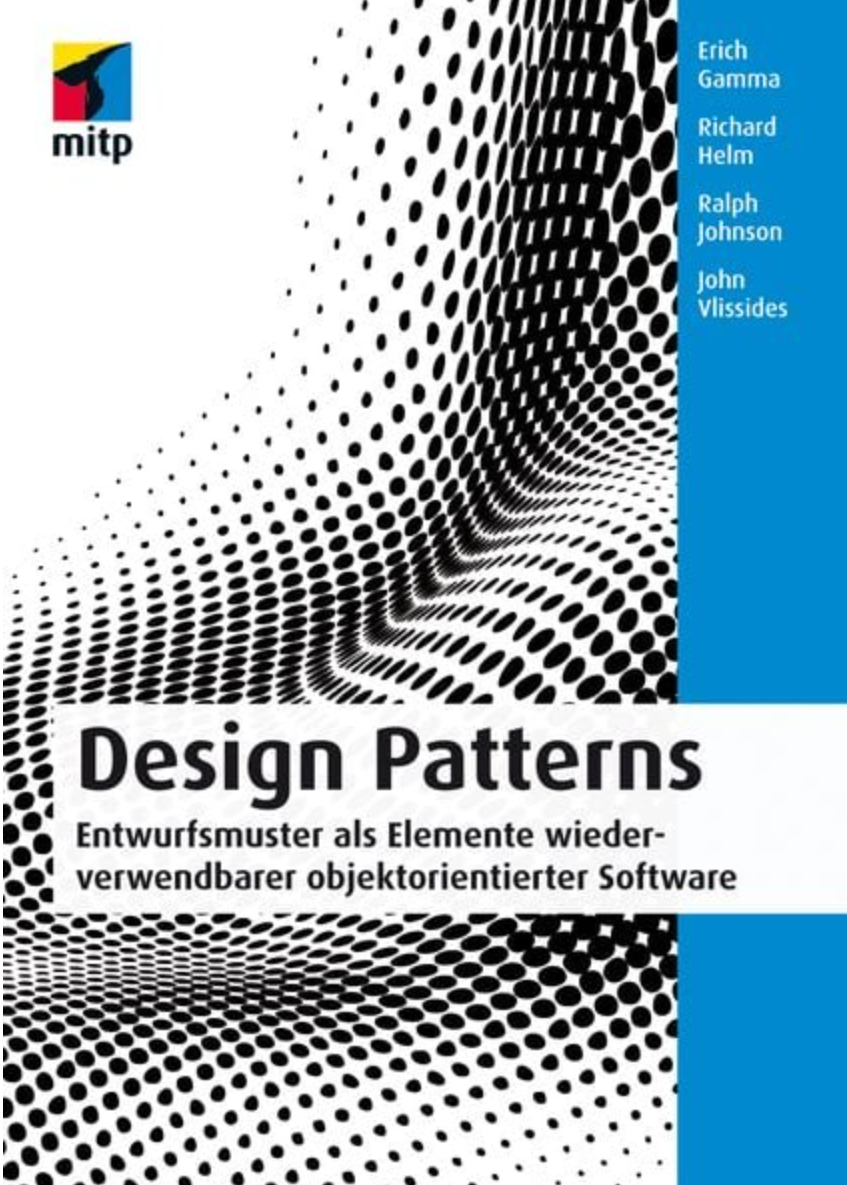 mitp
Erich
Gamma
Richard
Helm
Ralph
Johnson
John
Vlissides
Design Patterns
Entwurfsmuster als Elemente wieder-
verwendbarer objektorientierter Software